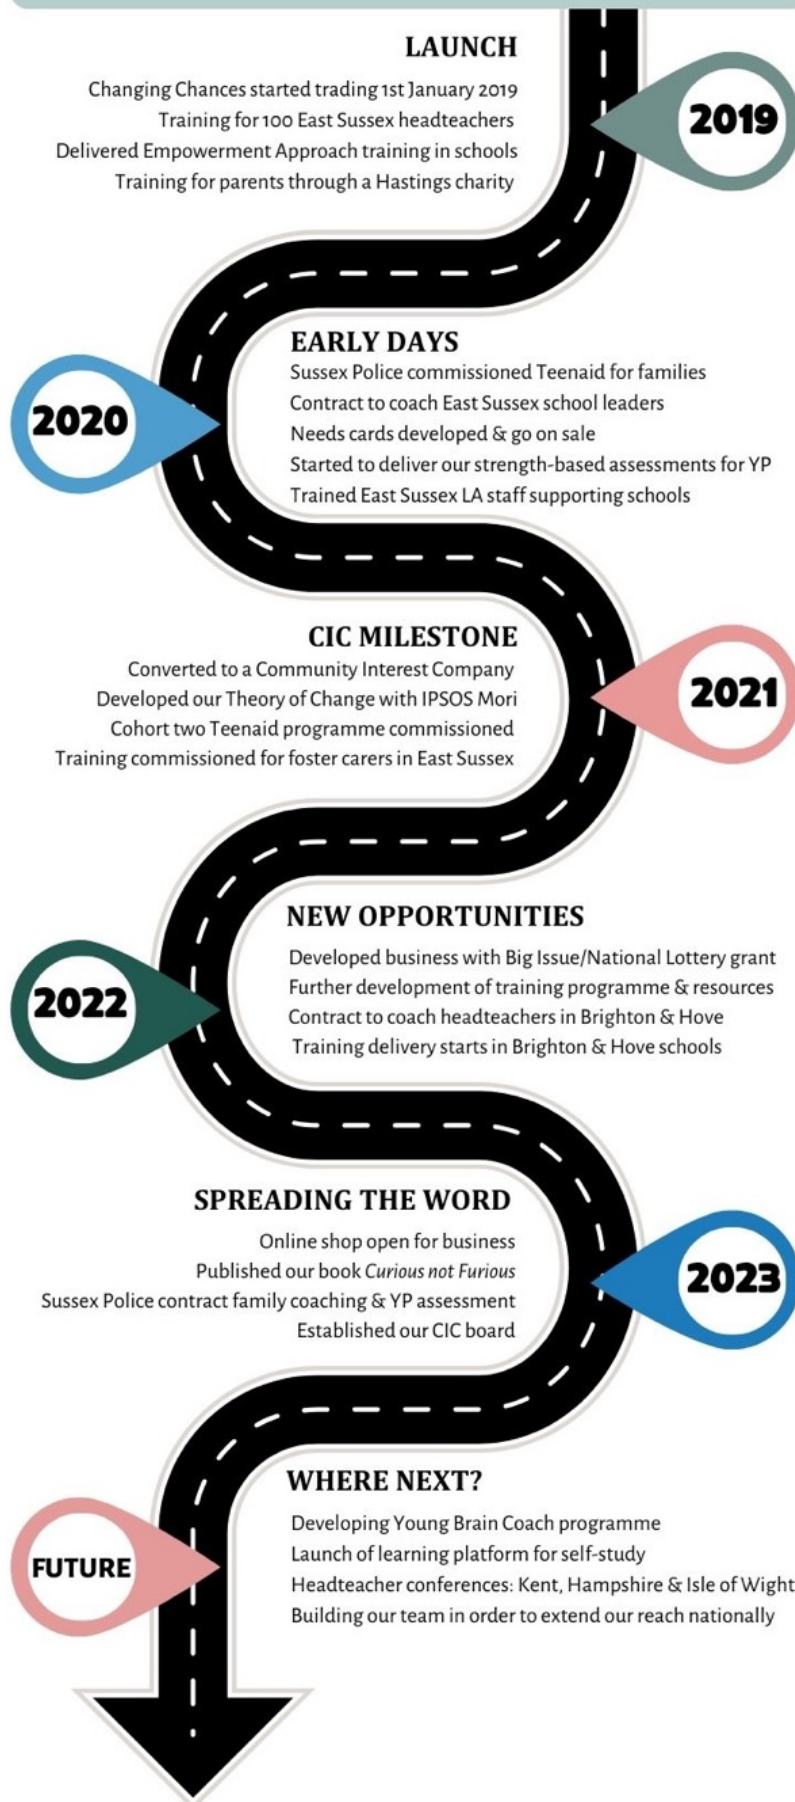 LAUNCH
Changing Chances started trading 1st January 2019
Training for 100 East Sussex headteachers
Delivered Empowerment Approach training in schools
Training for parents through a Hastings charity
2019
EARLY DAYS
Sussex Police commissioned Teenaid for families
Contract to coach East Sussex school leaders
Needs cards developed & go on sale
Started to deliver our strength-based assessments for YP
Trained East Sussex LA staff supporting schools
2020
CIC MILESTONE
Converted to a Community Interest Company
Developed our Theory of Change with IPSOS Mori
Cohort two Teenaid programme commissioned
Training commissioned for foster carers in East Sussex
2021
NEW OPPORTUNITIES
Developed business with Big Issue/National Lottery grant
Further development of training programme & resources
Contract to coach headteachers in Brighton & Hove
Training delivery starts in Brighton & Hove schools
2022
SPREADING THE WORD
Online shop open for business
Published our book Curious not Furious
Sussex Police contract family coaching & YP assessment
Established our CIC board
2023
WHERE NEXT?
Developing Young Brain Coach programme
Launch of learning platform for self-study
Headteacher conferences: Kent, Hampshire & Isle of Wight
Building our team in order to extend our reach nationally
FUTURE